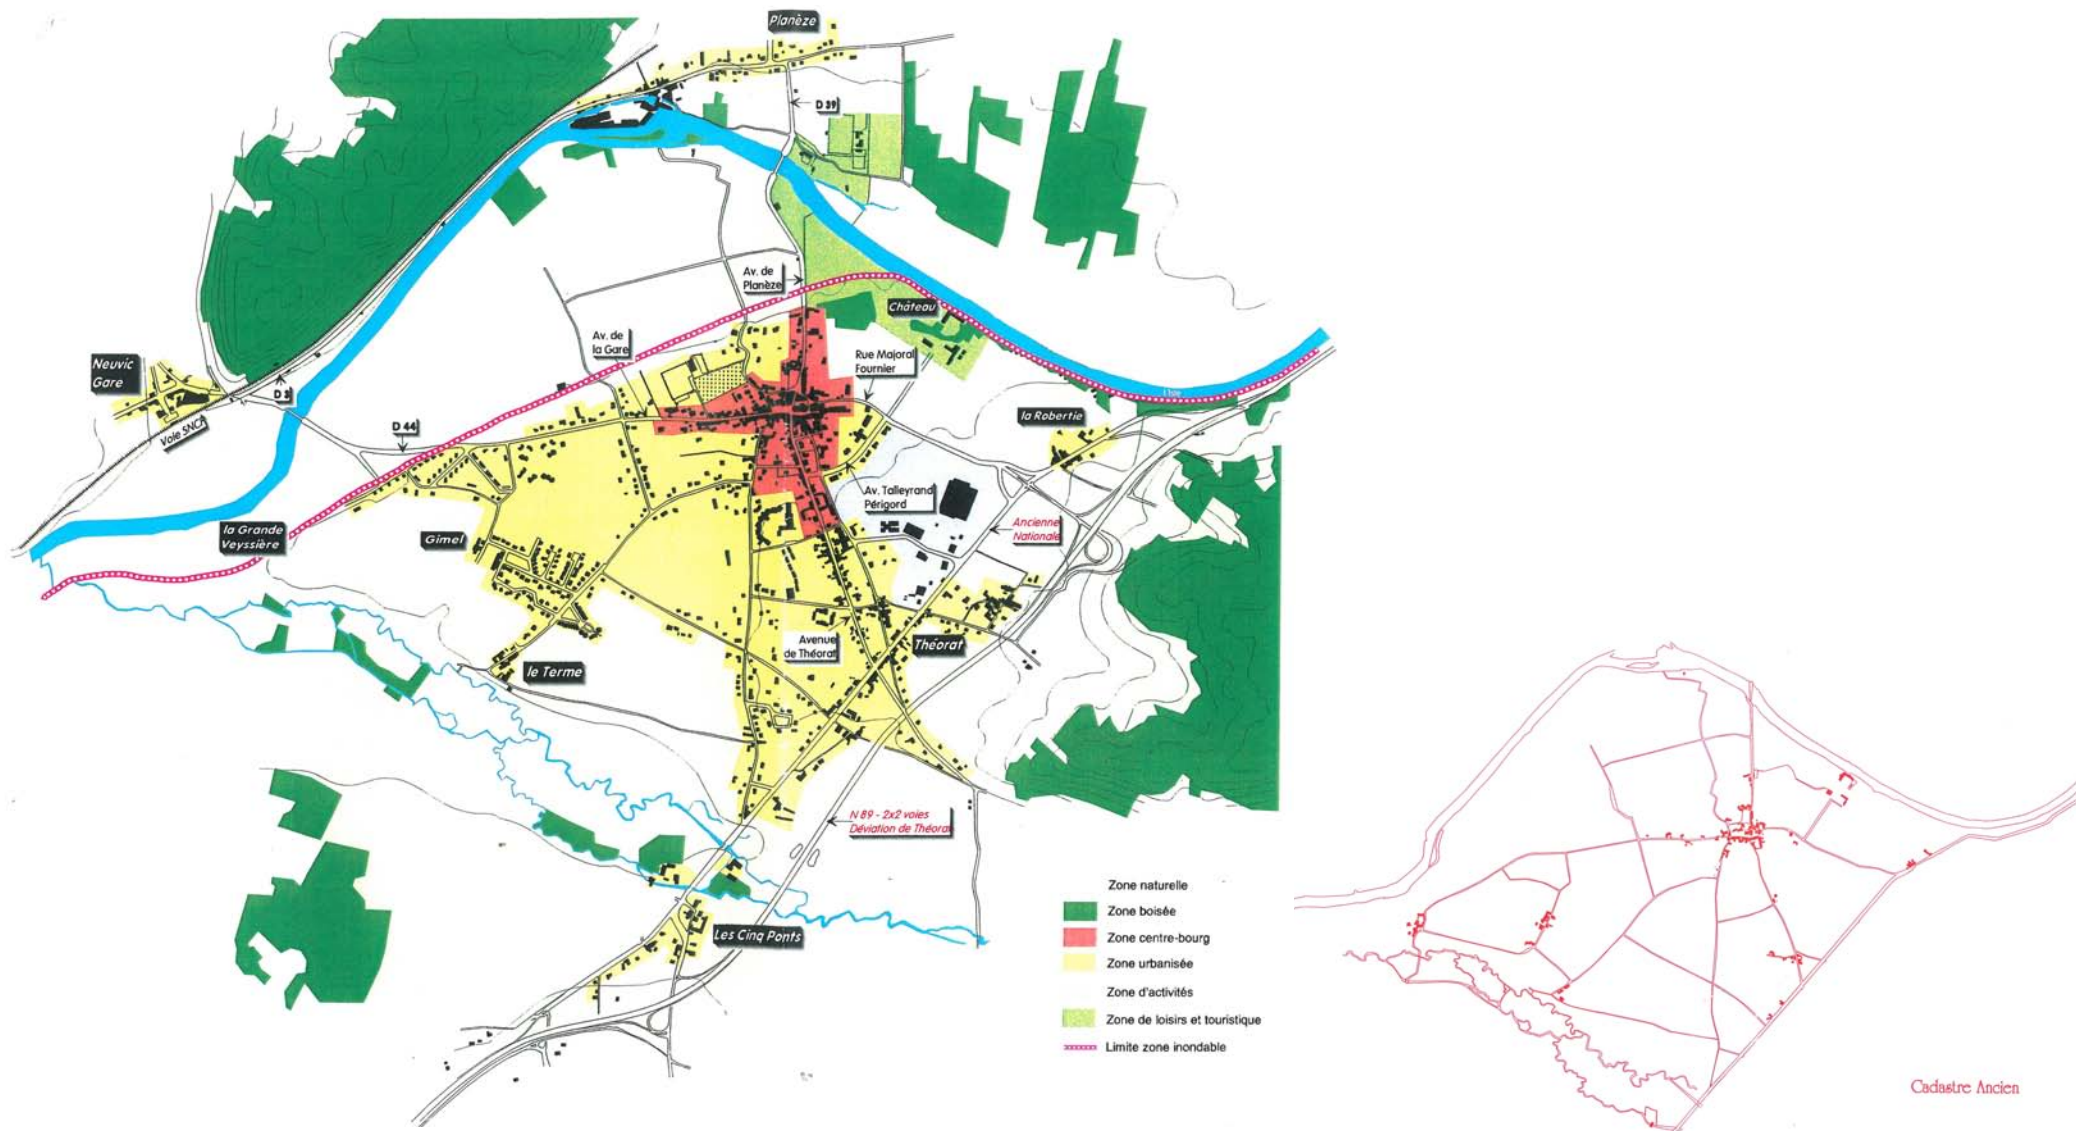 Planèze
D 39
Av. de
Planèze
Château
Av. de
la Gare
Rue Majoral
Fournier
Neuvic
Gare
D 3
l'Isle
la Robertie
Voie SNCF
D 44
Av. Talleyrand
Périgord
la Grande
Veyssière
Gimel
Ancienne
Nationale
Avenue
de Théorat
Théorat
le Terme
N 89 - 2x2 voies
Déviation de Théorat
Les Cinq Ponts
Zone naturelle
Zone boisée
Zone centre-bourg
Zone urbanisée
Zone d'activités
Zone de loisirs et touristique
Limite zone inondable
Cadastre Ancien